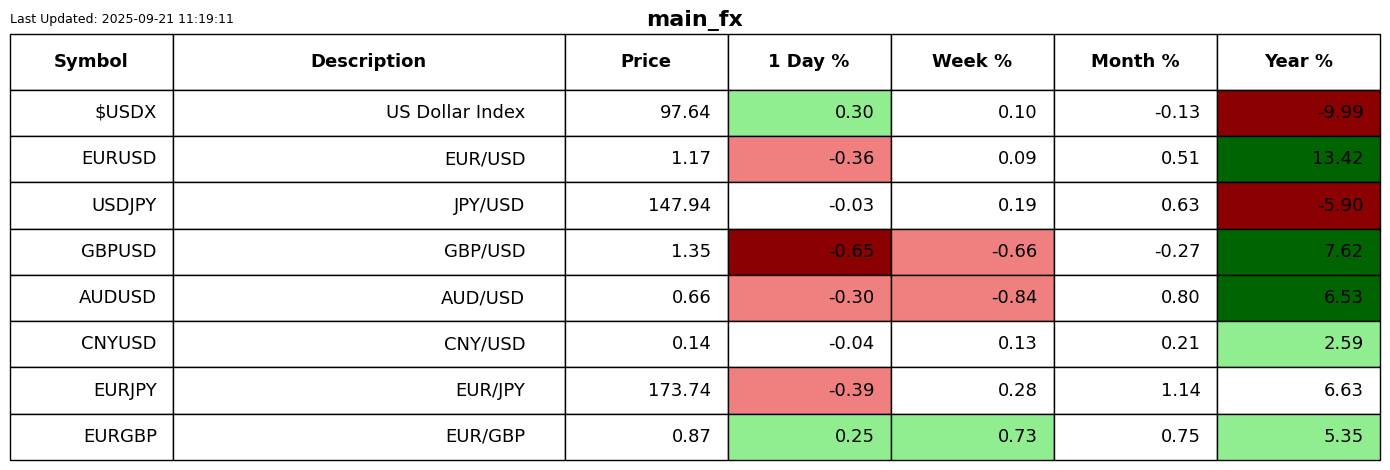 Last Updated: 2025-09-21 11:19:11
main_fx
Symbol Description Price 1 Day % Week % Month % Year %
$USDX US Dollar Index 97.64 0.30 0.10 -0.13 -9.99
EURUSD EUR/USD 1.17 -0.36 0.09 0.51 13.42
USDJPY JPY/USD 147.94 -0.03 0.19 0.63 -5.90
GBPUSD GBP/USD 1.35 -0.65 -0.66 -0.27 7.62
AUDUSD AUD/USD 0.66 -0.30 -0.84 0.80 6.53
CNYUSD CNY/USD 0.14 -0.04 0.13 0.21 2.59
EURJPY EUR/JPY 173.74 -0.39 0.28 1.14 6.63
EURGBP EUR/GBP 0.87 0.25 0.73 0.75 5.35